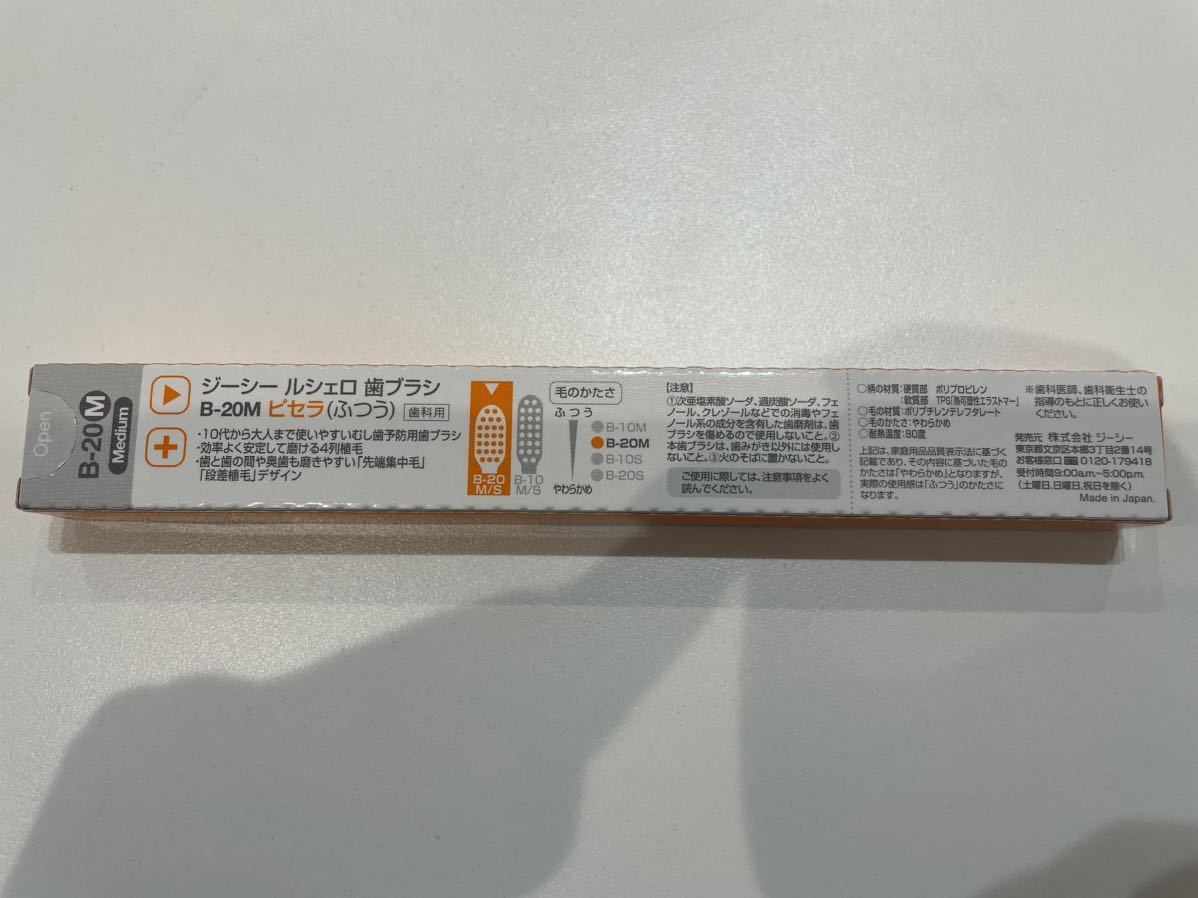 Open
B-20M
Medium
ジーシー ルシェロ 歯ブラシ
B-20M ピセラ(ふつう) 歯科用
・10代から大人まで使いやすいむし歯予防用歯ブラシ
・効率よく安定して磨ける4列植毛
・歯と歯の間や奥歯も磨きやすい「先端集中毛」
「段差植毛」デザイン
B-20
M/S
B-10
M/S
毛のかたさ
ふつう
B-10M
B-20M
B-10S
B-20S
やわらかめ
【注意】
①次亜塩素酸ソーダ、過炭酸ソーダ、フェ
ノール、クレゾールなどでの消毒やフェ
ノール系の成分を含有した歯磨剤は、歯
ブラシを傷めるので使用しないこと。②
本歯ブラシは、歯みがき以外には使用し
ないこと。③火のそばに置かないこと。
ご使用に際しては、注意事項をよく
読んでください。
○柄の材質:硬質部 ポリプロピレン
:軟質部 TPS「熱可塑性エラストマー」
○毛の材質:ポリブチレンテレフタレート
○毛のかたさ:やわらかめ
○耐熱温度:80度
上記は、家庭用品品質表示法に基づく
記載であり、その内容に基づいた毛の
かたさは「やわらかめ」となりますが、
実際の使用感は「ふつう」のかたさに
なります。
※歯科医師、歯科衛生士の
指導のもとに正しくお使い
ください。
発売元 株式会社 ジーシー
東京都文京区本郷3丁目2番14号
お客様窓口 0120-179418
受付時間9:00a.m.~5:00p.m.
(土曜日,日曜日,祝日を除く)
Made in Japan.